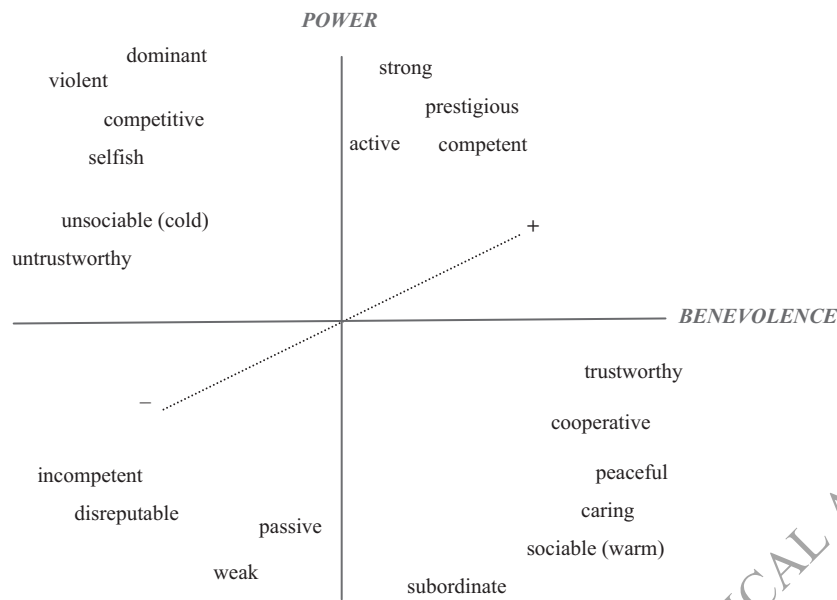 POWER
dominant
strong
violent
prestigious
competitive
active
competent
selfish
unsociable (cold)
+
untrustworthy
BENEVOLENCE
trustworthy
−
cooperative
incompetent
peaceful
disreputable
caring
passive
sociable (warm)
weak
subordinate